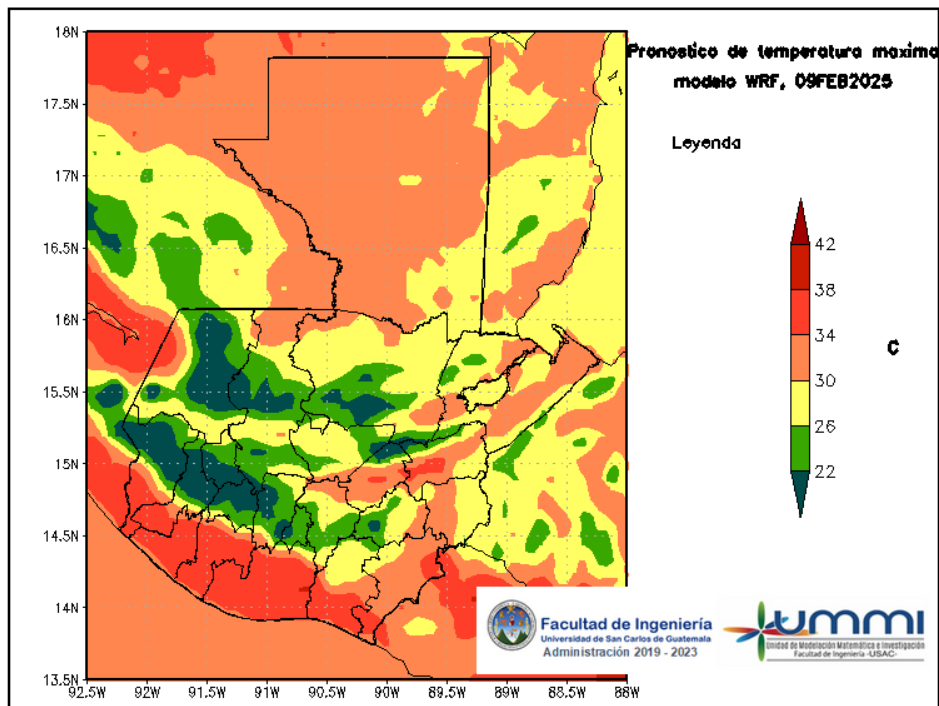 Pronostico de temperatura maxima
modelo WRF, 09FEB2025
Leyenda
42
38
34
30
26
22
C
18N
17.5N
17N
16.5N
16N
15.5N
15N
14.5N
14N
13.5N
92.5W 92W 91.5W 91W 90.5W 90W 89.5W 89W 88.5W 88W
Facultad de Ingeniería
Universidad de San Carlos de Guatemala
Administración 2019 - 2023
ummi
Unidad de Modelación Matemática e Investigación
Facultad de Ingeniería -USAC-